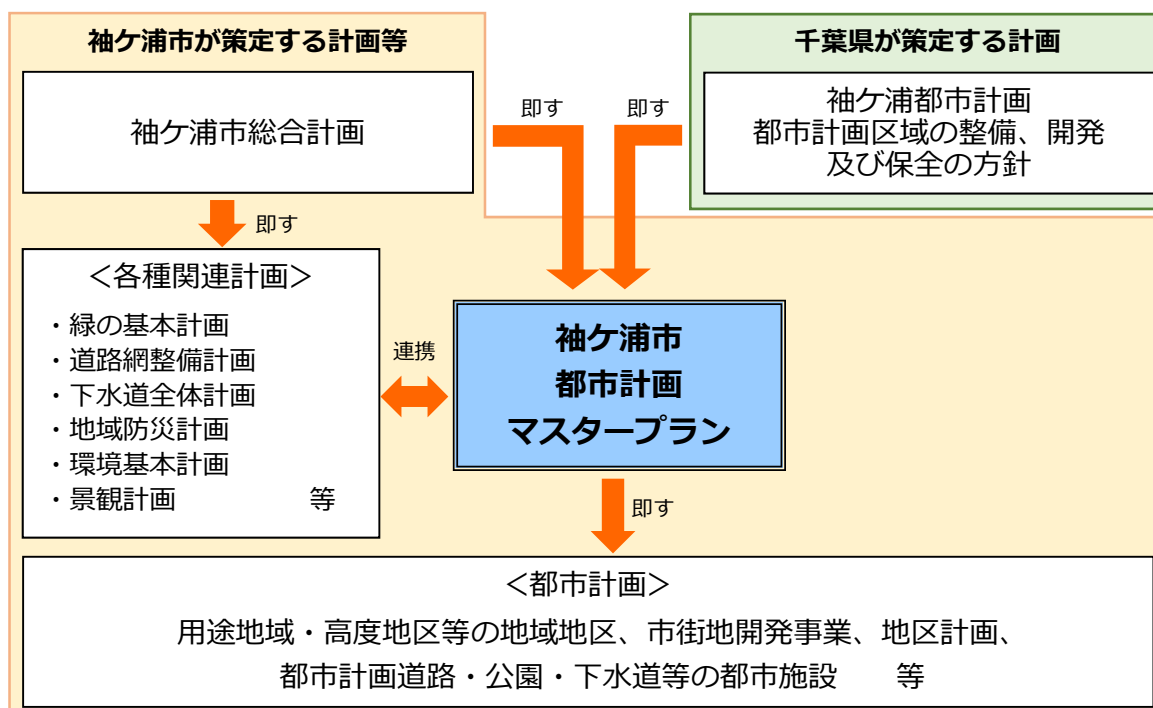 袖ケ浦市が策定する計画等
千葉県が策定する計画
袖ケ浦市総合計画
即す
即す
袖ケ浦都市計画
都市計画区域の整備、開発
及び保全の方針
即す
＜各種関連計画＞
・緑の基本計画
・道路網整備計画
・下水道全体計画
・地域防災計画
・環境基本計画
・景観計画　　　　　等
連携
袖ケ浦市
都市計画
マスタープラン
即す
＜都市計画＞
用途地域・高度地区等の地域地区、市街地開発事業、地区計画、
都市計画道路・公園・下水道等の都市施設　　等